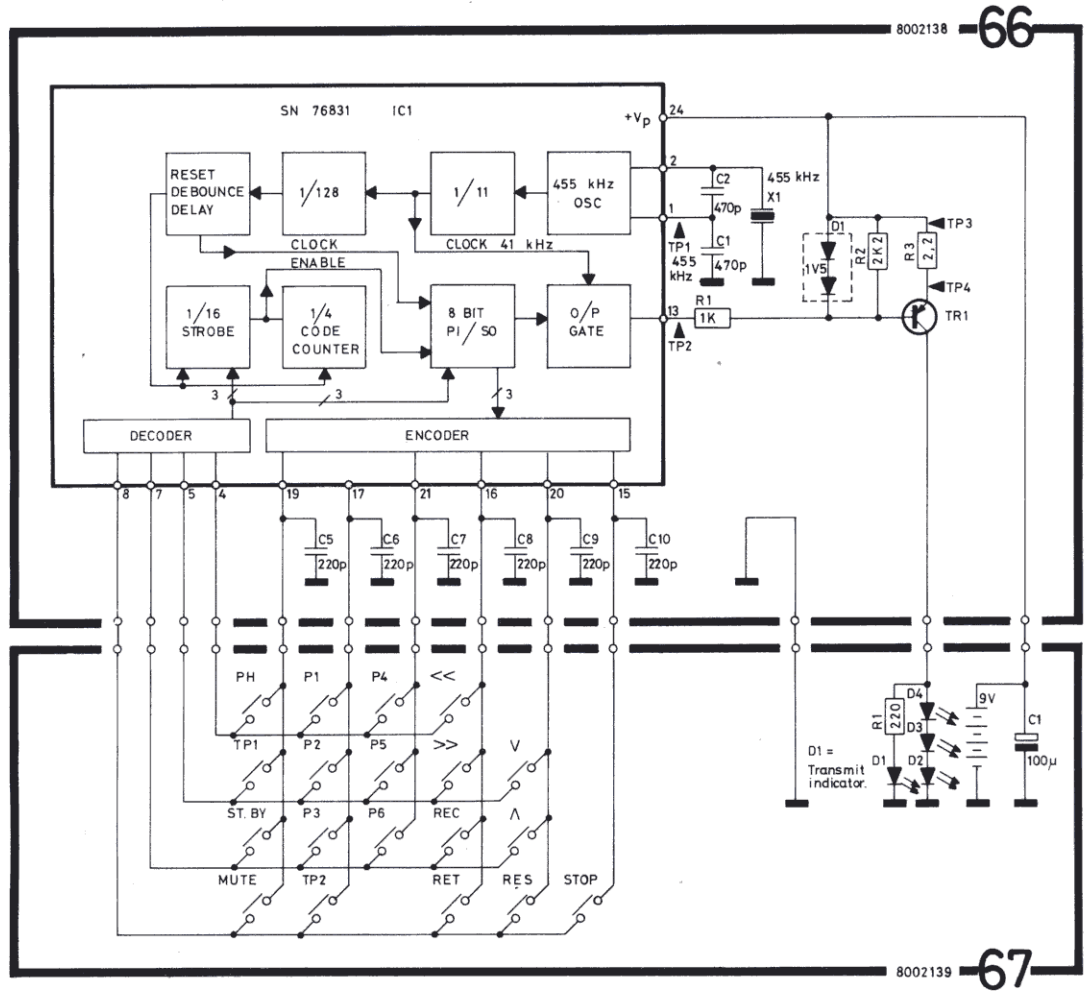 8002138 66
SN 76831 IC1
+Vp 24
RESET
DEBOUNCE
DELAY
1/128
1/11
455 kHz
OSC
2
1
C2
470p
455 kHz
X1
TP1
455
kHz
C1
470p
CLOCK
CLOCK 41 kHz
ENABLE
1/16
STROBE
1/4
CODE
COUNTER
8 BIT
PI/SO
O/P
GATE
13
TP2
R1
1K
D1
1V5
R2
2K2
R3
2,2
TP3
TP4
TR1
3
3
3
DECODER
ENCODER
8 7 5 4 19 17 21 16 20 15
C5
220p
C6
220p
C7
220p
C8
220p
C9
220p
C10
220p
PH P1 P4 <<
TP1 P2 P5 >> V
ST. BY P3 P6 REC Λ
MUTE TP2 RET RES STOP
R1
220
D4
D3
D1
D2
9V
C1
100µ
D1 =
Transmit
indicator.
8002139 67